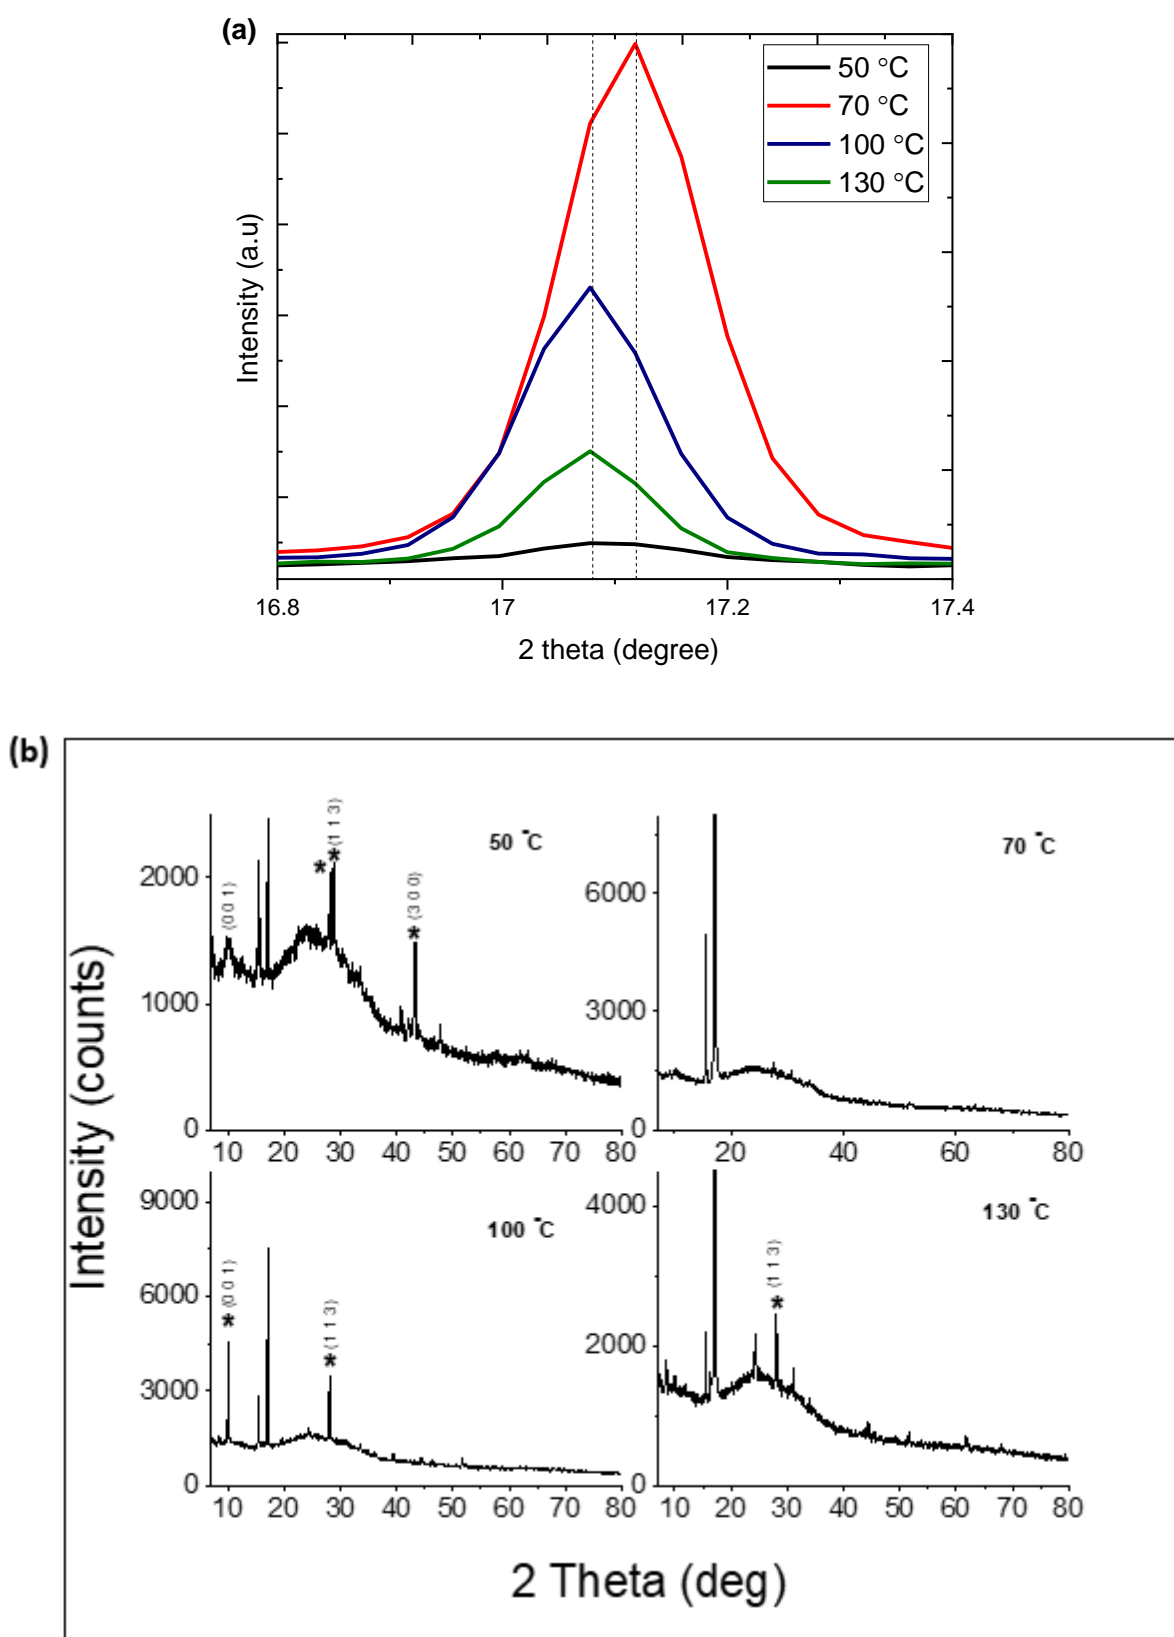 (a)
50 °C
70 °C
100 °C
130 °C
Intensity (a.u)
16.8
17
17.2
17.4
2 theta (degree)
(b)
Intensity (counts)
50 ˉC
(0 0 1)
*
* (1 1 3)
* (3 0 0)
2000
1000
0
10 20 30 40 50 60 70 80
70 ˉC
6000
3000
0
20 40 60 80
100 ˉC
* (0 0 1)
* (1 1 3)
9000
6000
3000
0
10 20 30 40 50 60 70 80
130 ˉC
* (1 1 3)
4000
2000
0
10 20 30 40 50 60 70 80
2 Theta (deg)